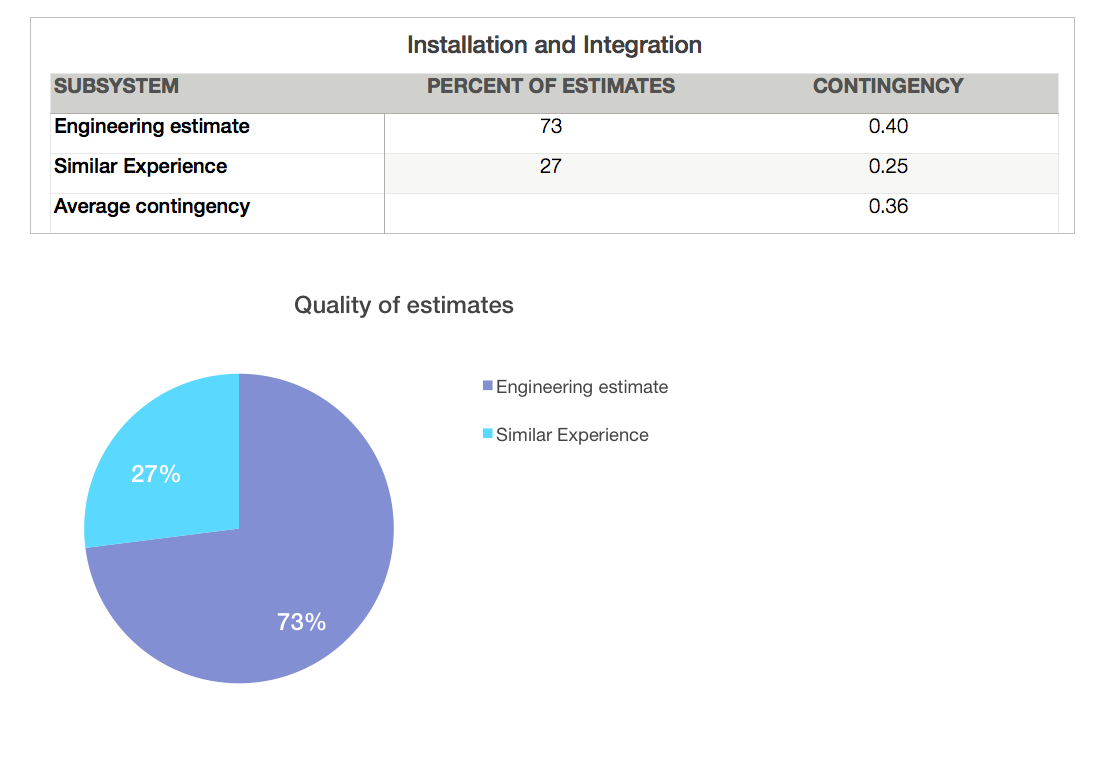 Installation and Integration
SUBSYSTEM PERCENT OF ESTIMATES CONTINGENCY
Engineering estimate 73 0.40
Similar Experience 27 0.25
Average contingency 0.36
Quality of estimates
Engineering estimate
Similar Experience
27%
73%